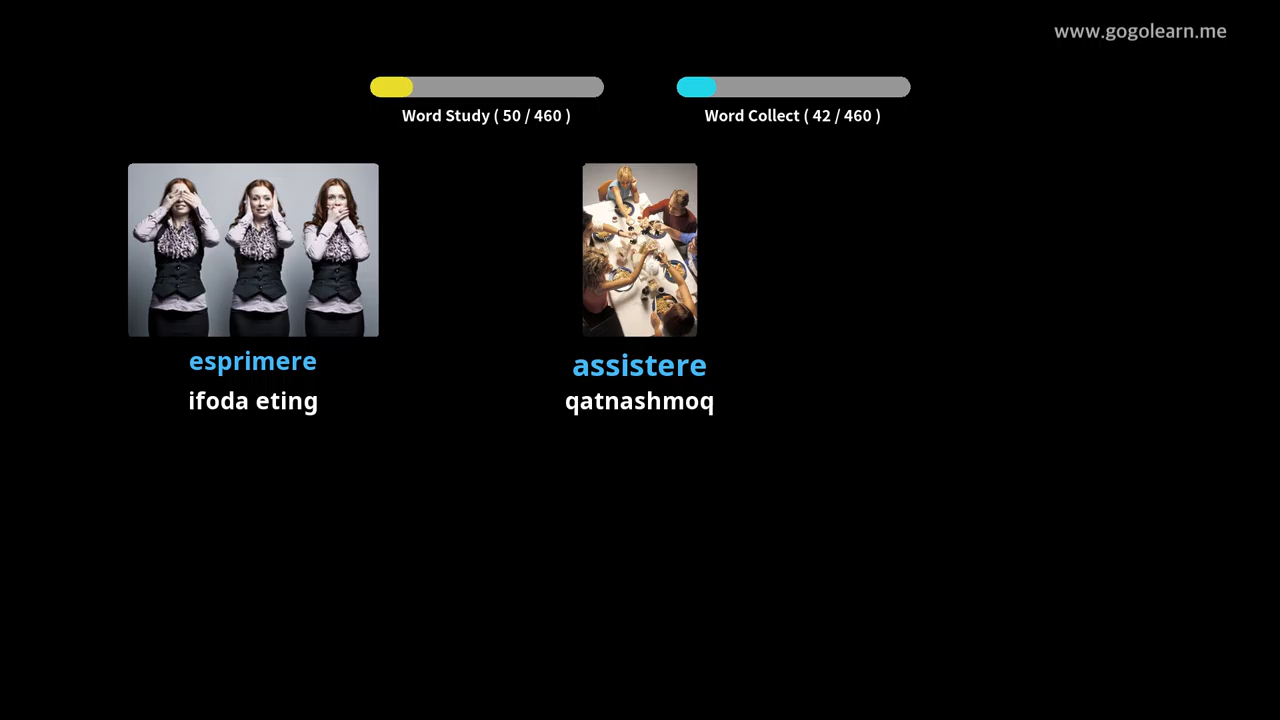 www.gogolearn.me
Word Study ( 50 / 460 )
Word Collect ( 42 / 460 )
esprimere
ifoda eting
assistere
qatnashmoq